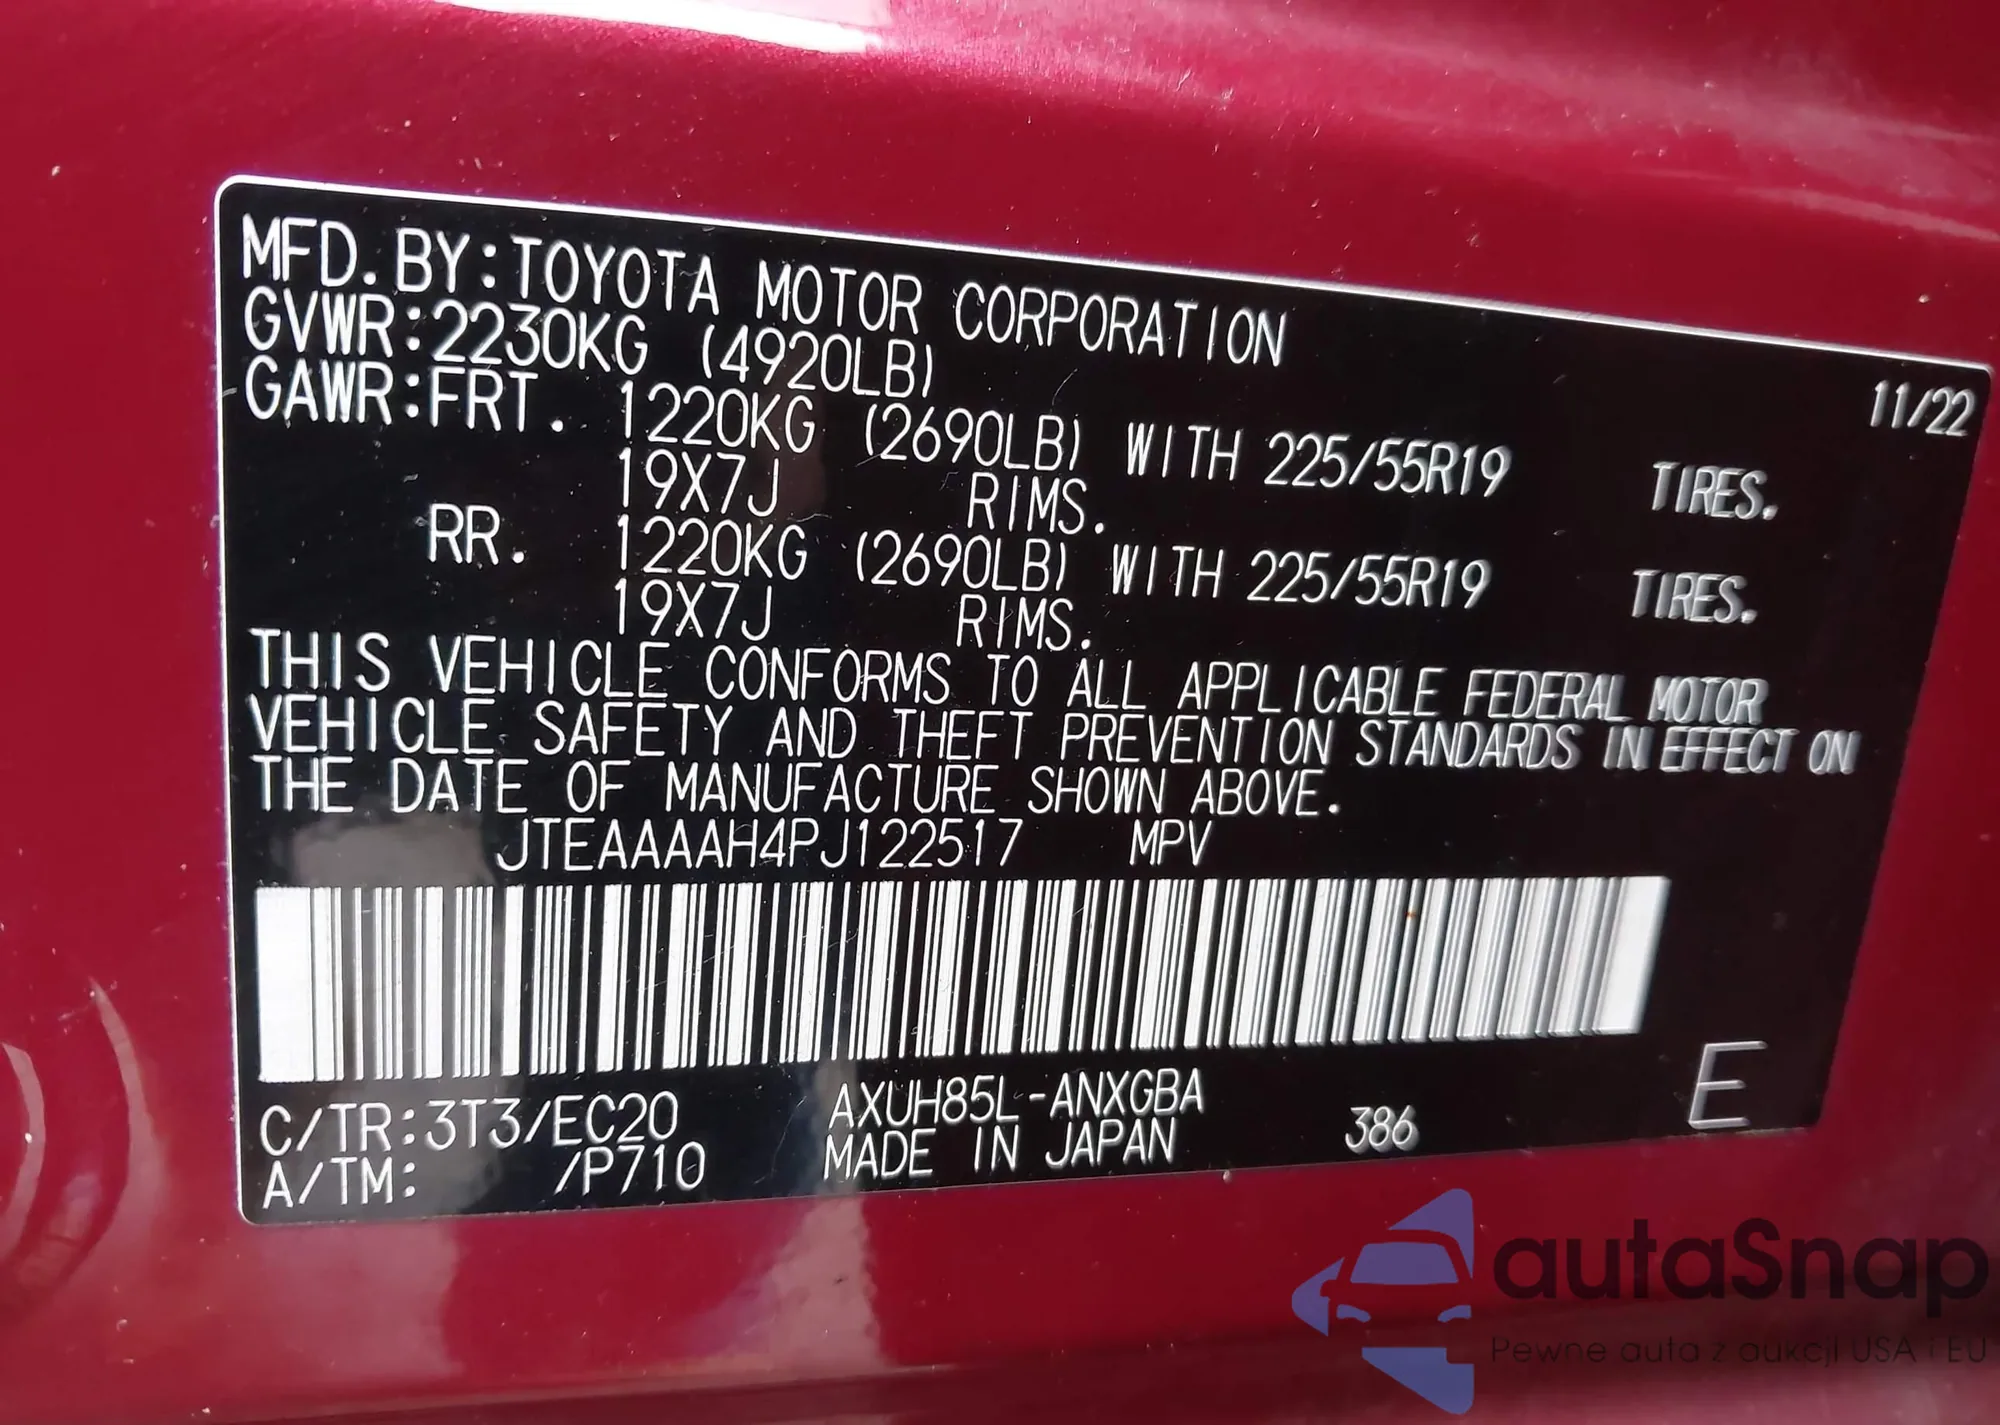 MFD. BY:TOYOTA MOTOR CORPORATION 11/22
GVWR:2230KG (4920LB)
GAWR:FRT. 1220KG (2690LB) WITH 225/55R19 TIRES.
19X7J RIMS.
RR. 1220KG (2690LB) WITH 225/55R19 TIRES.
19X7J RIMS.
THIS VEHICLE CONFORMS TO ALL APPLICABLE FEDERAL MOTOR
VEHICLE SAFETY AND THEFT PREVENTION STANDARDS IN EFFECT ON
THE DATE OF MANUFACTURE SHOWN ABOVE.
JTEAAAAH4PJ122517 MPV
C/TR:3T3/EC20 AXUH85L-ANXGBA 386 E
A/TM: /P710 MADE IN JAPAN
autaSnap
Pewne auta z aukcji USA i EU